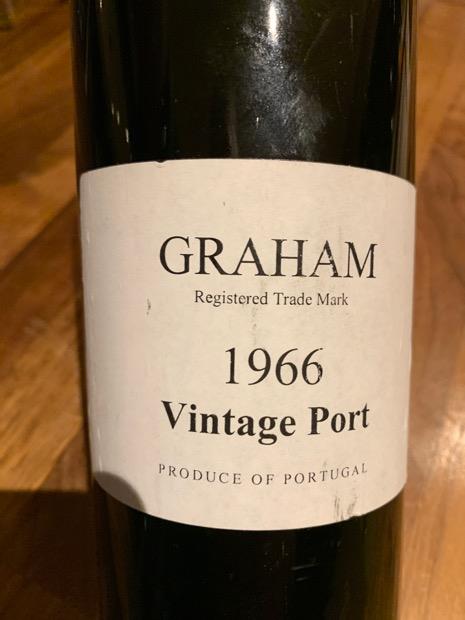 GRAHAM
Registered Trade Mark
1966
Vintage Port
PRODUCE OF PORTUGAL